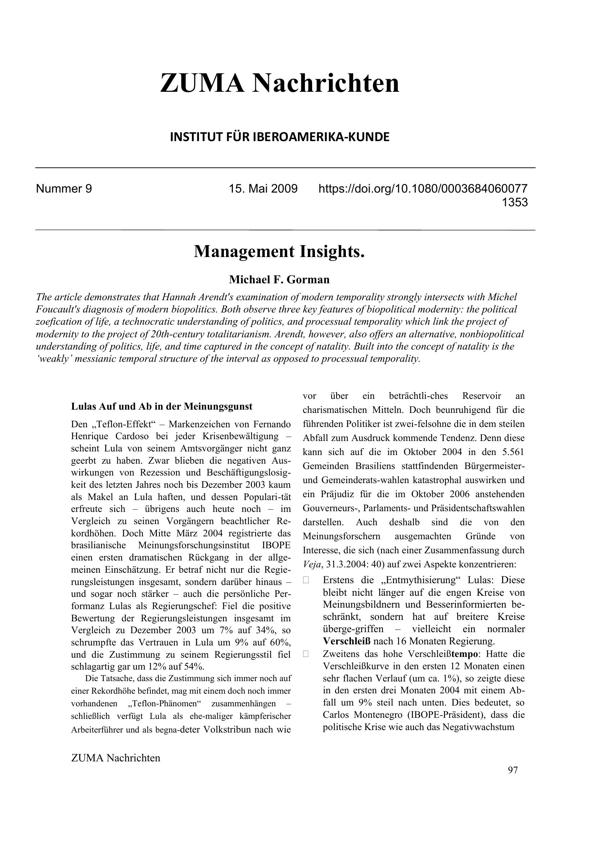 ZUMA Nachrichten
INSTITUT FÜR IBEROAMERIKA-KUNDE
Nummer 9 15. Mai 2009 https://doi.org/10.1080/0003684060077
1353
Management Insights.
Michael F. Gorman
The article demonstrates that Hannah Arendt's examination of modern temporality strongly intersects with Michel
Foucault's diagnosis of modern biopolitics. Both observe three key features of biopolitical modernity: the political
zoefication of life, a technocratic understanding of politics, and processual temporality which link the project of
modernity to the project of 20th-century totalitarianism. Arendt, however, also offers an alternative, nonbiopolitical
understanding of politics, life, and time captured in the concept of natality. Built into the concept of natality is the
‘weakly’ messianic temporal structure of the interval as opposed to processual temporality.
Lulas Auf und Ab in der Meinungsgunst
Den „Teflon-Effekt“ – Markenzeichen von Fernando
Henrique Cardoso bei jeder Krisenbewältigung –
scheint Lula von seinem Amtsvorgänger nicht ganz
geerbt zu haben. Zwar blieben die negativen Aus-
wirkungen von Rezession und Beschäftigungslosig-
keit des letzten Jahres noch bis Dezember 2003 kaum
als Makel an Lula haften, und dessen Populari-tät
erfreute sich – übrigens auch heute noch – im
Vergleich zu seinen Vorgängern beachtlicher Re-
kordhöhen. Doch Mitte März 2004 registrierte das
brasilianische Meinungsforschungsinstitut IBOPE
einen ersten dramatischen Rückgang in der allge-
meinen Einschätzung. Er betraf nicht nur die Regie-
rungsleistungen insgesamt, sondern darüber hinaus –
und sogar noch stärker – auch die persönliche Per-
formanz Lulas als Regierungschef: Fiel die positive
Bewertung der Regierungsleistungen insgesamt im
Vergleich zu Dezember 2003 um 7% auf 34%, so
schrumpfte das Vertrauen in Lula um 9% auf 60%,
und die Zustimmung zu seinem Regierungsstil fiel
schlagartig gar um 12% auf 54%.
Die Tatsache, dass die Zustimmung sich immer noch auf
einer Rekordhöhe befindet, mag mit einem doch noch immer
vorhandenen „Teflon-Phänomen“ zusammenhängen –
schließlich verfügt Lula als ehe-maliger kämpferischer
Arbeiterführer und als begna-deter Volkstribun nach wie
vor über ein beträchtli-ches Reservoir an
charismatischen Mitteln. Doch beunruhigend für die
führenden Politiker ist zwei-felsohne die in dem steilen
Abfall zum Ausdruck kommende Tendenz. Denn diese
kann sich auf die im Oktober 2004 in den 5.561
Gemeinden Brasiliens stattfindenden Bürgermeister-
und Gemeinderats-wahlen katastrophal auswirken und
ein Präjudiz für die im Oktober 2006 anstehenden
Gouverneurs-, Parlaments- und Präsidentschaftswahlen
darstellen. Auch deshalb sind die von den
Meinungsforschern ausgemachten Gründe von
Interesse, die sich (nach einer Zusammenfassung durch
Veja, 31.3.2004: 40) auf zwei Aspekte konzentrieren:
Erstens die „Entmythisierung“ Lulas: Diese
bleibt nicht länger auf die engen Kreise von
Meinungsbildnern und Besserinformierten be-
schränkt, sondern hat auf breitere Kreise
überge-griffen – vielleicht ein normaler
Verschleiß nach 16 Monaten Regierung.
Zweitens das hohe Verschleißtempo: Hatte die
Verschleißkurve in den ersten 12 Monaten einen
sehr flachen Verlauf (um ca. 1%), so zeigte diese
in den ersten drei Monaten 2004 mit einem Ab-
fall um 9% steil nach unten. Dies bedeutet, so
Carlos Montenegro (IBOPE-Präsident), dass die
politische Krise wie auch das Negativwachstum
ZUMA Nachrichten
97